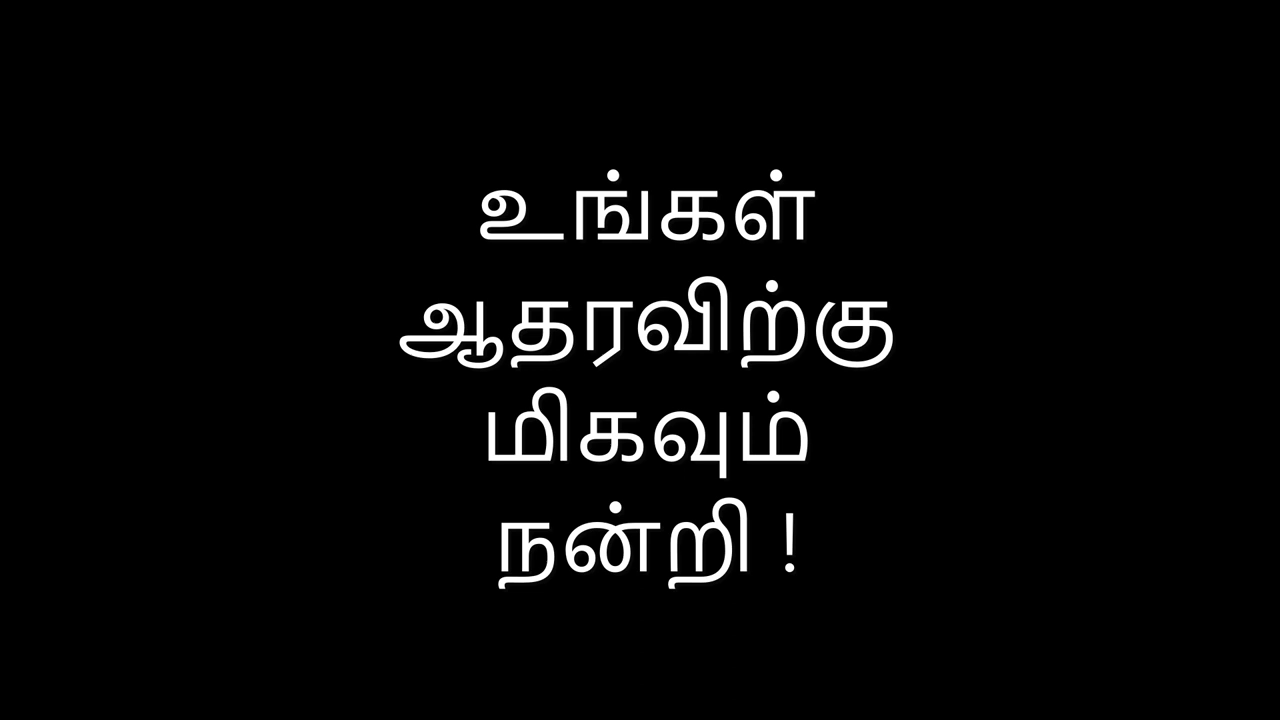 உங்கள்
ஆதரவிற்கு
மிகவும்
நன்றி !